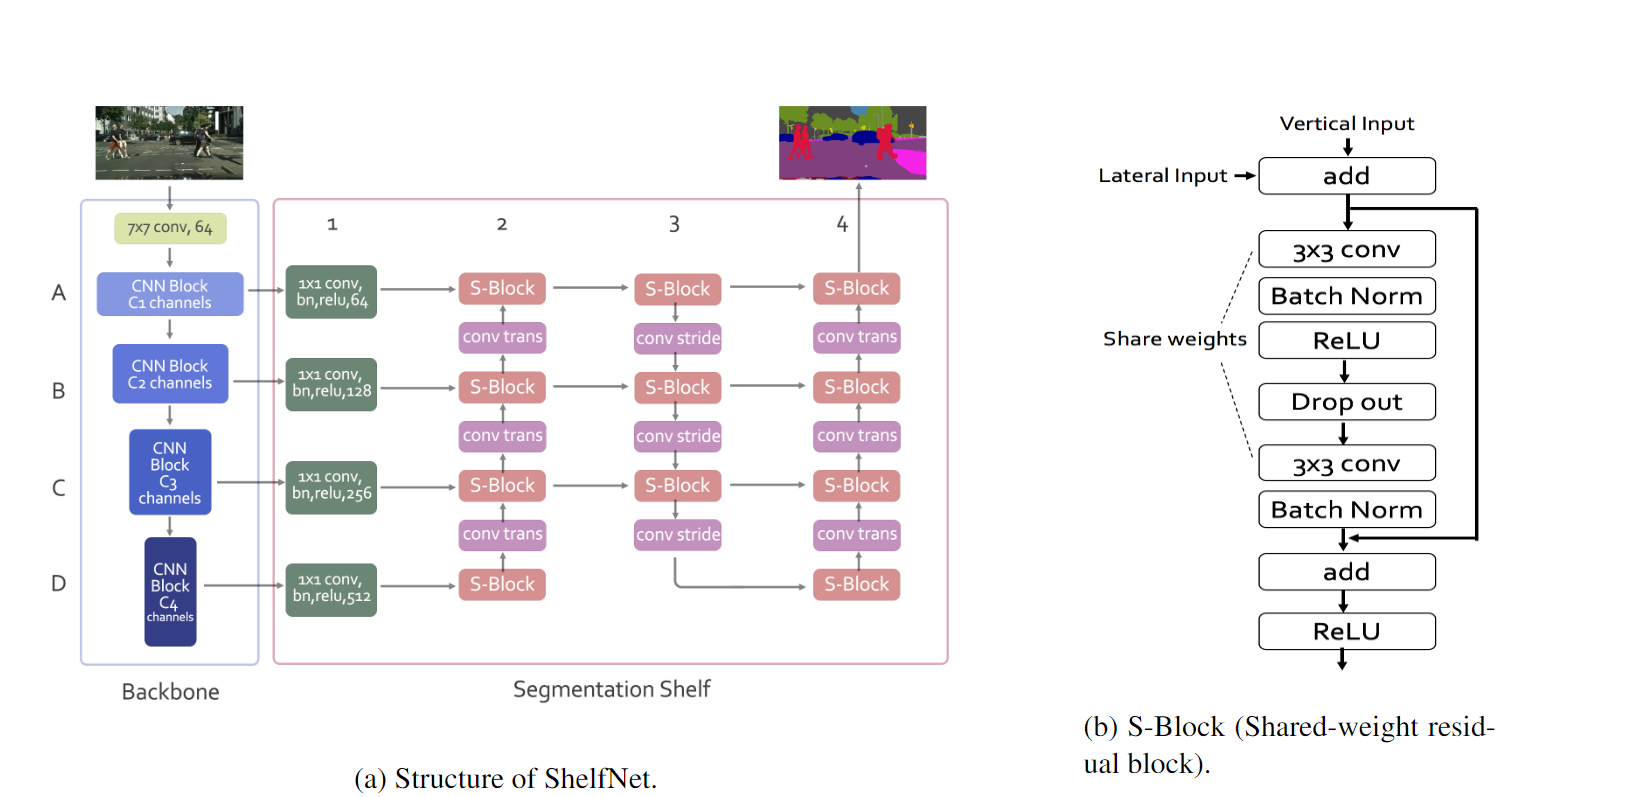 7x7 conv, 64
1
2
3
4
A
CNN Block
C1 channels
1x1 conv,
bn,relu,64
S-Block
S-Block
S-Block
conv trans
conv stride
conv trans
B
CNN Block
C2 channels
1x1 conv,
bn,relu,128
S-Block
S-Block
S-Block
conv trans
conv stride
conv trans
C
CNN
Block
C3
channels
1x1 conv,
bn,relu,256
S-Block
S-Block
S-Block
conv trans
conv stride
conv trans
D
CNN
Block
C4
channels
1x1 conv,
bn,relu,512
S-Block
S-Block
Backbone
Segmentation Shelf
(a) Structure of ShelfNet.
Vertical Input
Lateral Input
add
3x3 conv
Batch Norm
Share weights
ReLU
Drop out
3x3 conv
Batch Norm
add
ReLU
(b) S-Block (Shared-weight resid-
ual block).